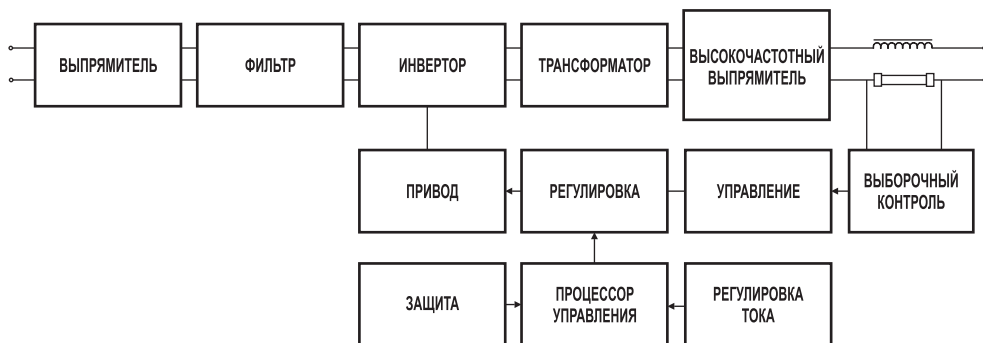 ВЫПРЯМИТЕЛЬ
ФИЛЬТР
ИНВЕРТОР
ТРАНСФОРМАТОР
ВЫСОКОЧАСТОТНЫЙ
ВЫПРЯМИТЕЛЬ
ПРИВОД
РЕГУЛИРОВКА
УПРАВЛЕНИЕ
ВЫБОРОЧНЫЙ
КОНТРОЛЬ
ЗАЩИТА
ПРОЦЕССОР
УПРАВЛЕНИЯ
РЕГУЛИРОВКА
ТОКА